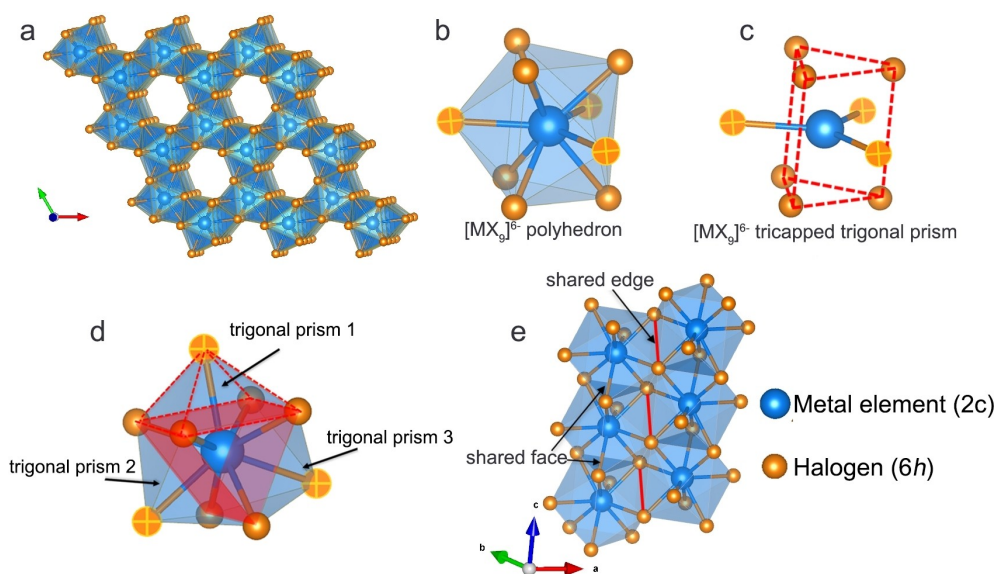 a
b
c
[MX₉]⁶⁻ polyhedron
[MX₉]⁶⁻ tricapped trigonal prism
d
trigonal prism 1
trigonal prism 2
trigonal prism 3
e
shared edge
shared face
c
b
a
Metal element (2c)
Halogen (6h)